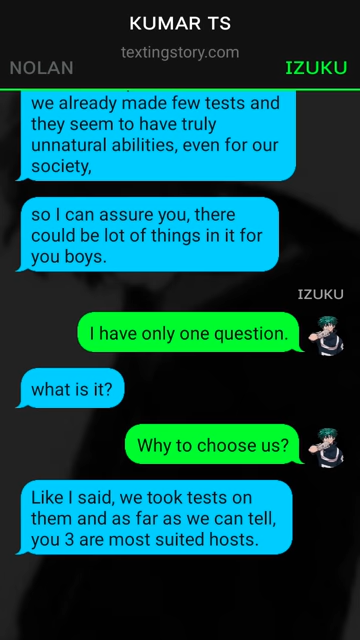 KUMAR TS
textingstory.com
NOLAN
IZUKU
we already made few tests and
they seem to have truly
unnatural abilities, even for our
society,
so I can assure you, there
could be lot of things in it for
you boys.
IZUKU
I have only one question.
what is it?
Why to choose us?
Like I said, we took tests on
them and as far as we can tell,
you 3 are most suited hosts.